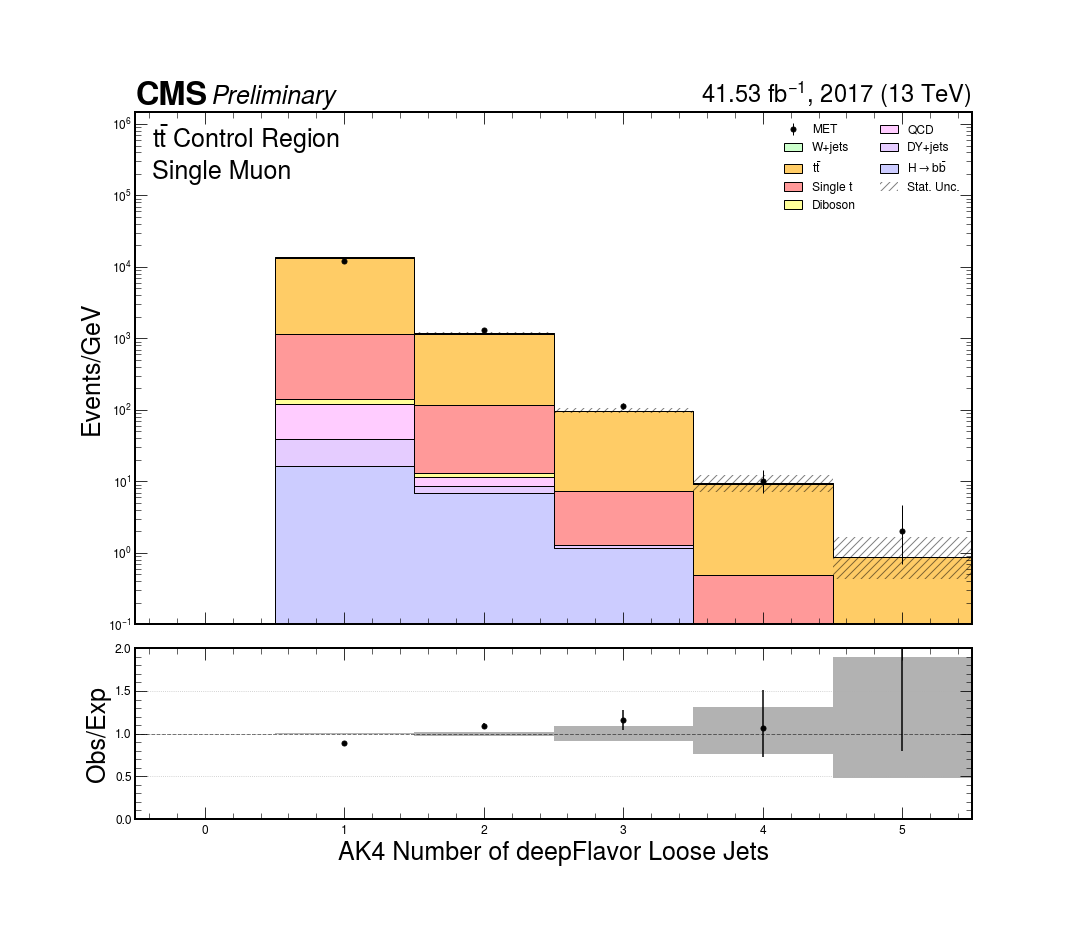 CMS Preliminary 41.53 fb⁻¹, 2017 (13 TeV)
tt̄ Control Region
Single Muon
MET
W+jets
tt̄
Single t
Diboson
QCD
DY+jets
H→bb̄
Stat. Unc.
Events/GeV
10⁶
10⁵
10⁴
10³
10²
10¹
10⁰
10⁻¹
Obs/Exp
2.0
1.5
1.0
0.5
0.0
0 1 2 3 4 5
AK4 Number of deepFlavor Loose Jets